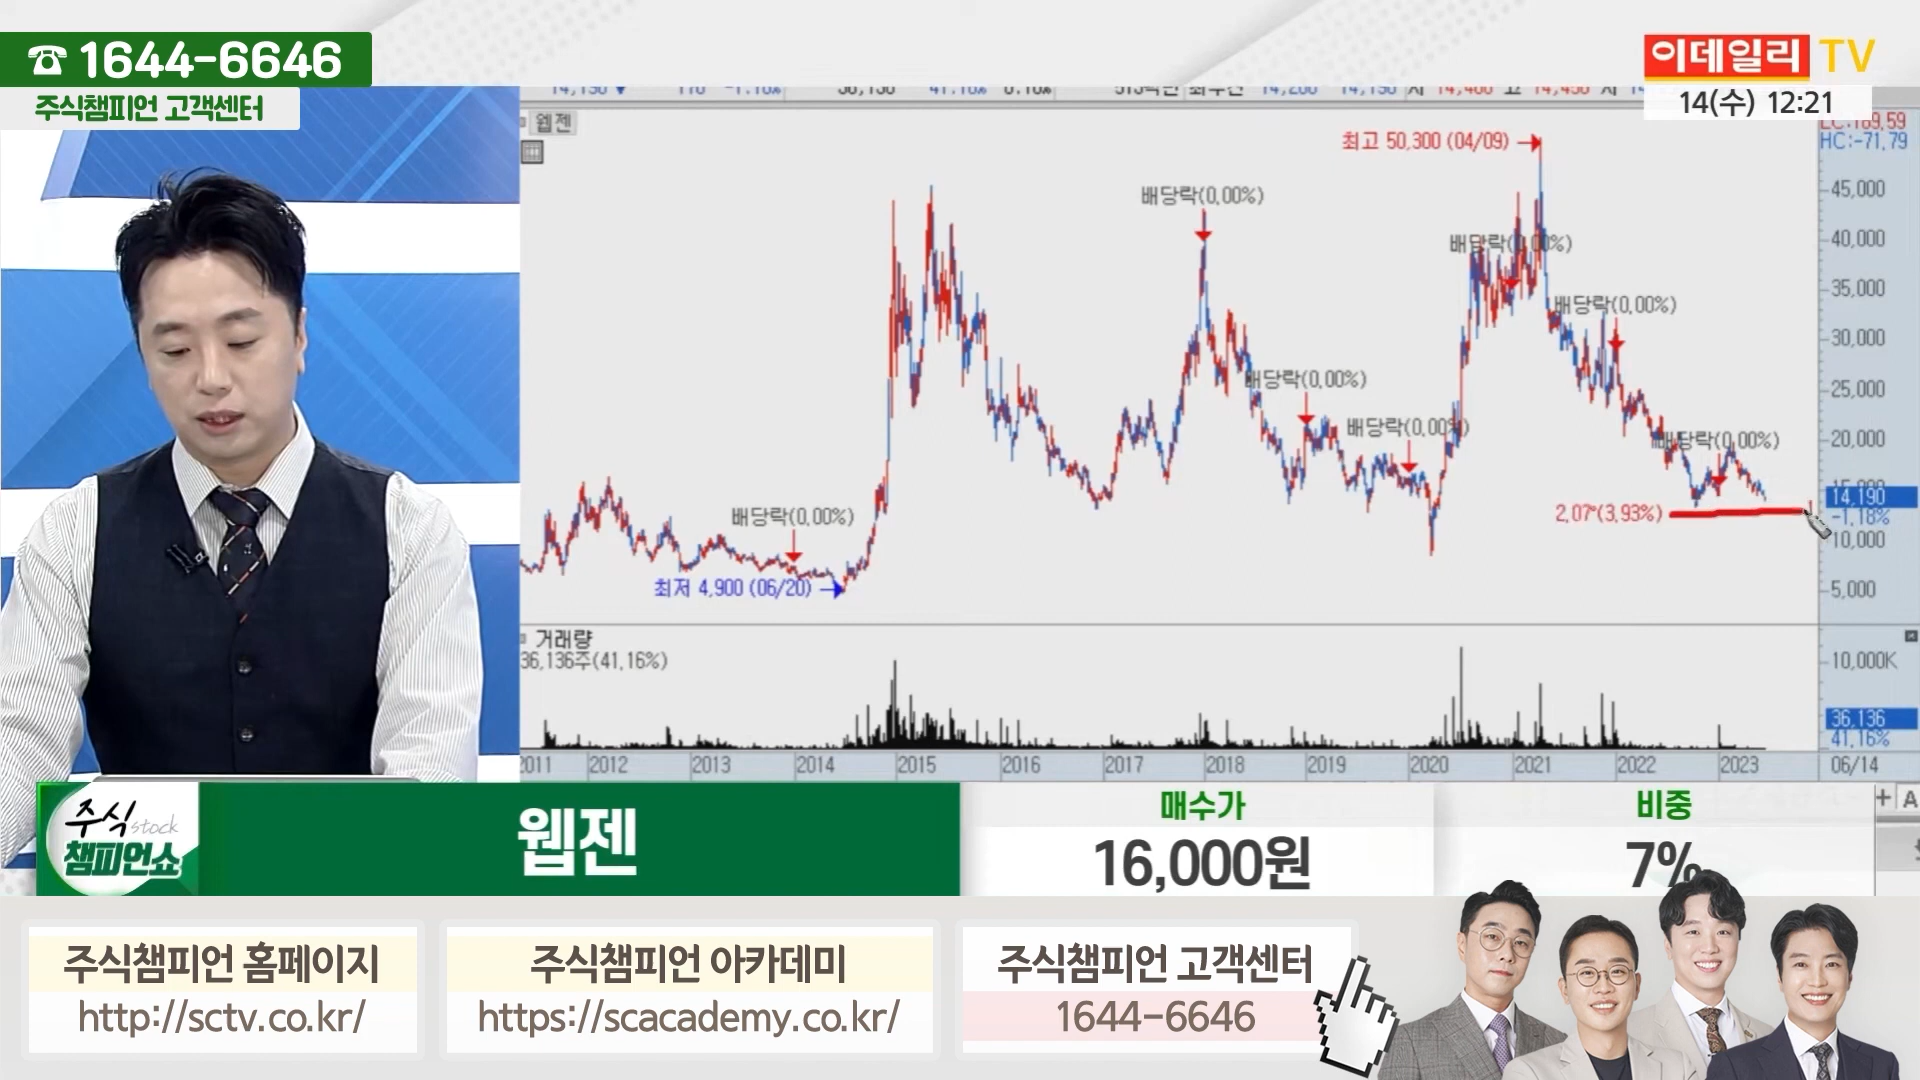 ☎ 1644-6646
주식챔피언 고객센터
이데일리 TV
14(수) 12:21
웹젠
최고 50,300 (04/09)
HC:-71,79
배당락(0,00%)
배당락(0,00%)
배당락(0,00%)
배당락(0,00%)
배당락(0,00%)
배당락(0,00%)
배당락(0,00%)
최저 4,900 (06/20)
45,000
40,000
35,000
30,000
25,000
20,000
15,000
14,190
-1,18%
10,000
5,000
거래량
36,136주(41,16%)
10,000K
36,136
41,16%
2011 2012 2013 2014 2015 2016 2017 2018 2019 2020 2021 2022 2023 06/14
주식 stock
챔피언쇼
웹젠
매수가
16,000원
비중
7%
주식챔피언 홈페이지
http://sctv.co.kr/
주식챔피언 아카데미
https://scacademy.co.kr/
주식챔피언 고객센터
1644-6646